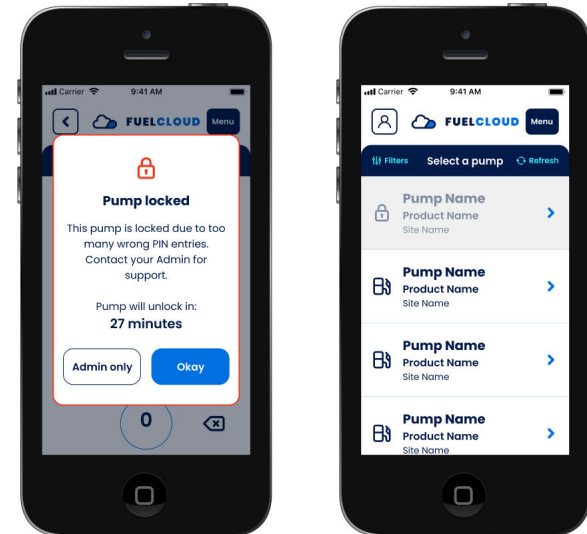 Carrier 9:41 AM
FUELCLOUD Menu
Pump locked
This pump is locked due to too
many wrong PIN entries.
Contact your Admin for
support.
Pump will unlock in:
27 minutes
Admin only Okay
0
Carrier 9:41 AM
FUELCLOUD Menu
Filters Select a pump Refresh
Pump Name
Product Name
Site Name
Pump Name
Product Name
Site Name
Pump Name
Product Name
Site Name
Pump Name
Product Name
Site Name